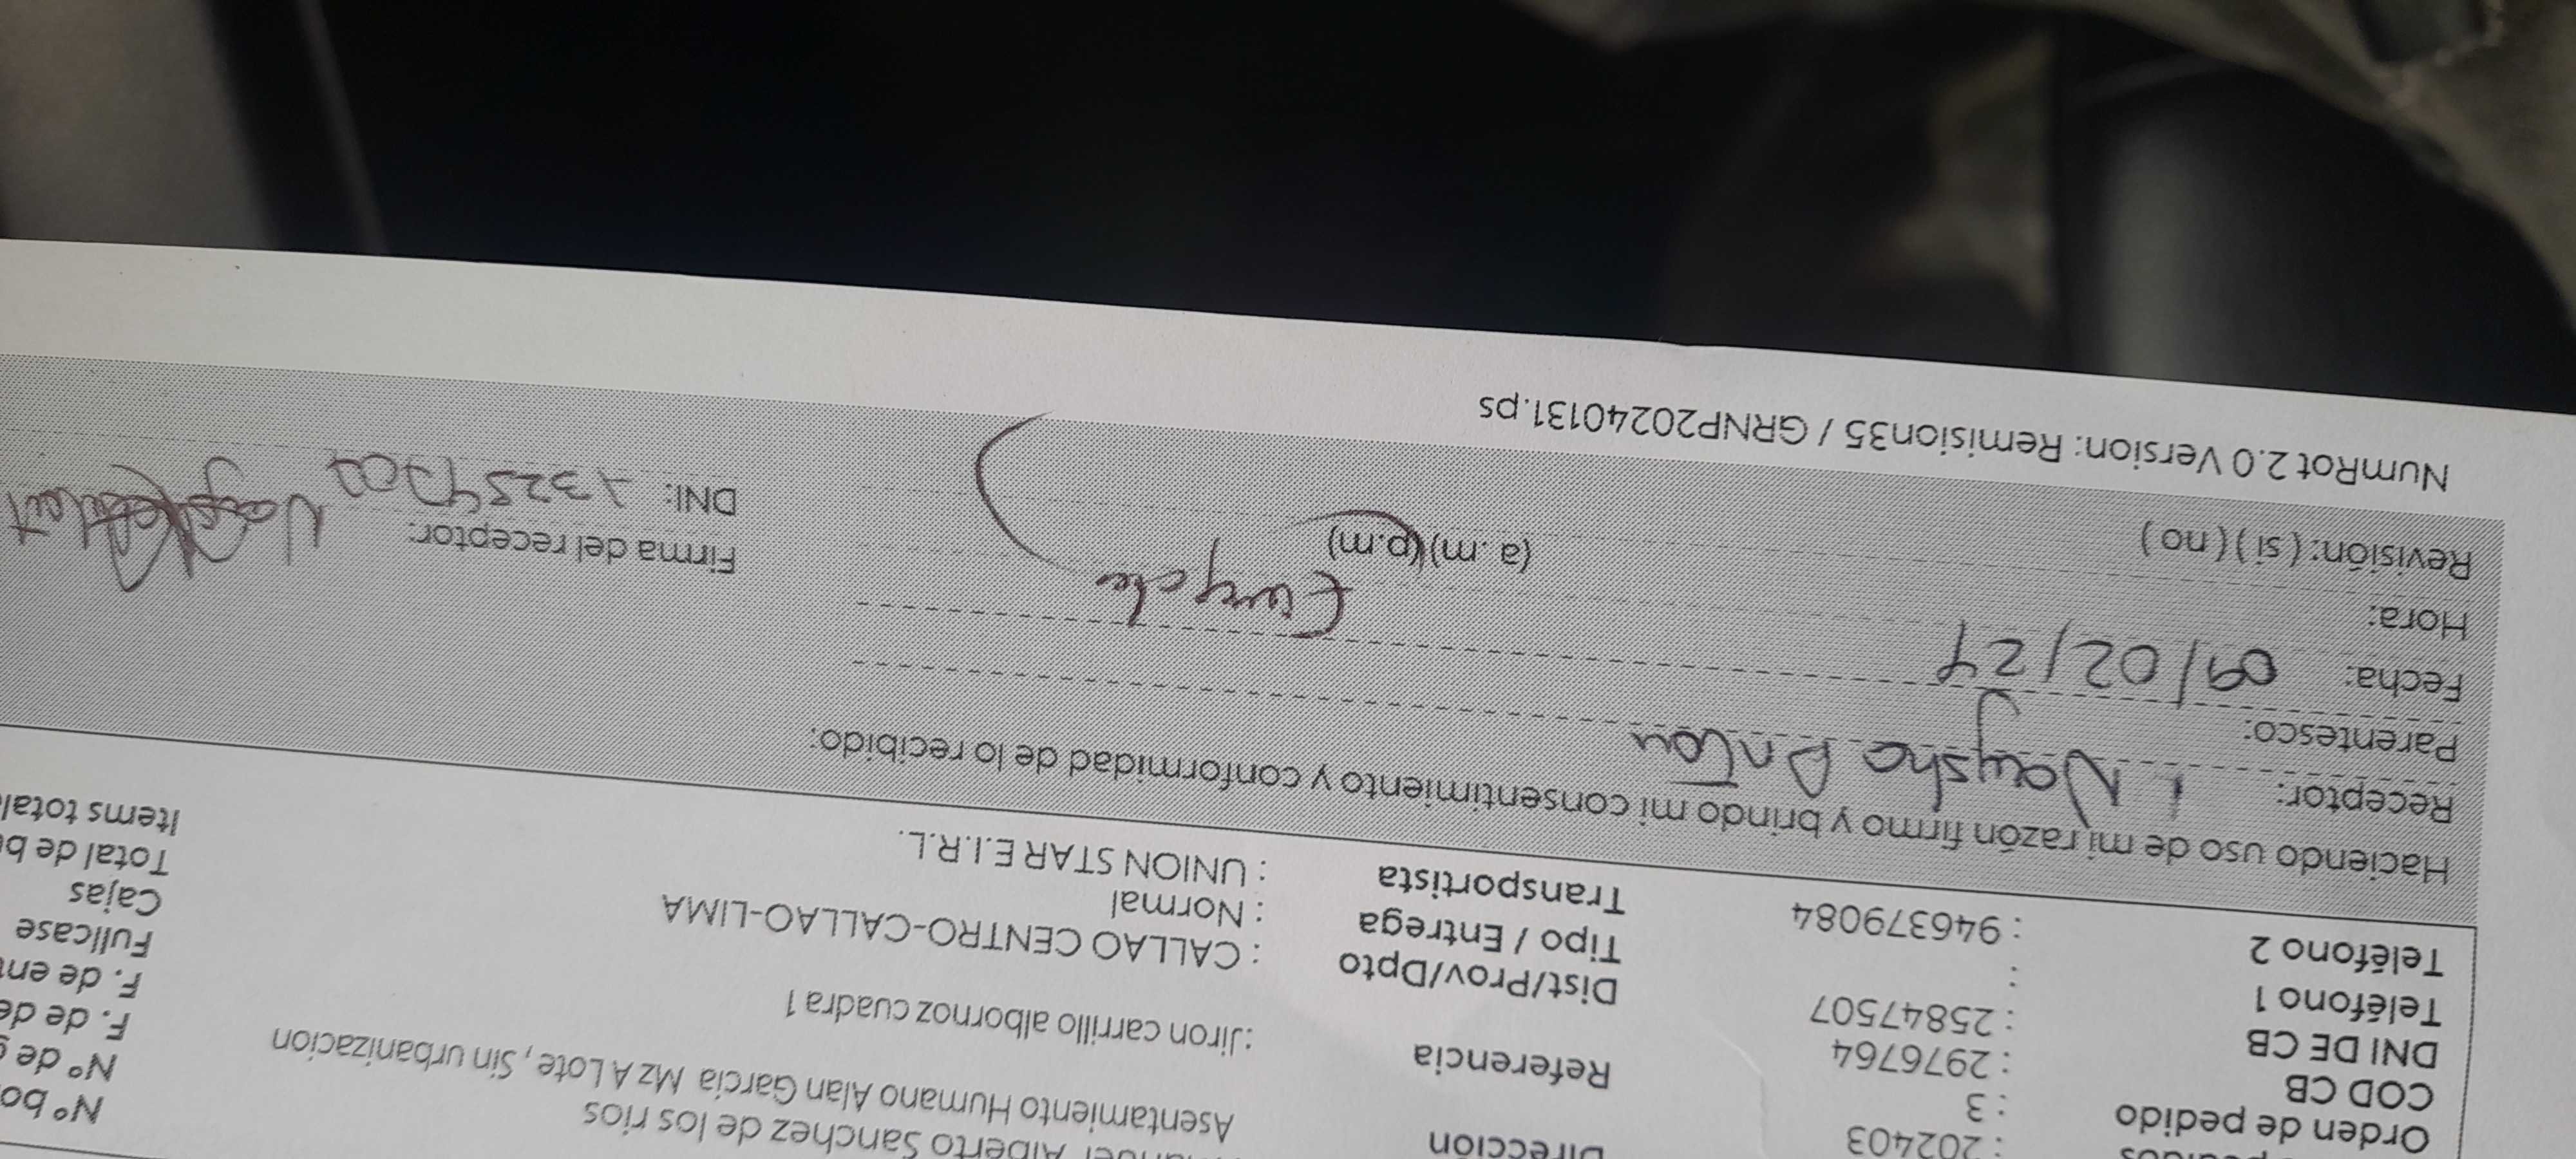 : 202403
Orden de pedido : 3
COD CB : 2976764
DNI DE CB : 25847507
Teléfono 1 :
Teléfono 2 : 946379084
Alberto Sanchez de los rios
Dirección
Asentamiento Humano Alan Garcia Mz A Lote , Sin urbanizacion
Referencia : Jiron carrillo albornoz cuadra 1
Dist/Prov/Dpto : CALLAO CENTRO-CALLAO-LIMA
Tipo / Entrega : Normal
Transportista : UNION STAR E.I.R.L.
Nº bo
Nº de
F. de de
F. de en
Fullcase
Cajas
Total de b
Items total
Haciendo uso de mi razón firmo y brindo mi consentimiento y conformidad de lo recibido:
Receptor: Naysha
Parentesco:
Fecha: 09/02/24
Hora: (a.m) (p.m)
Revisión: ( si ) ( no )
Firma del receptor:
DNI:
NumRot 2.0 Version: Remision35 / GRNP20240131.ps